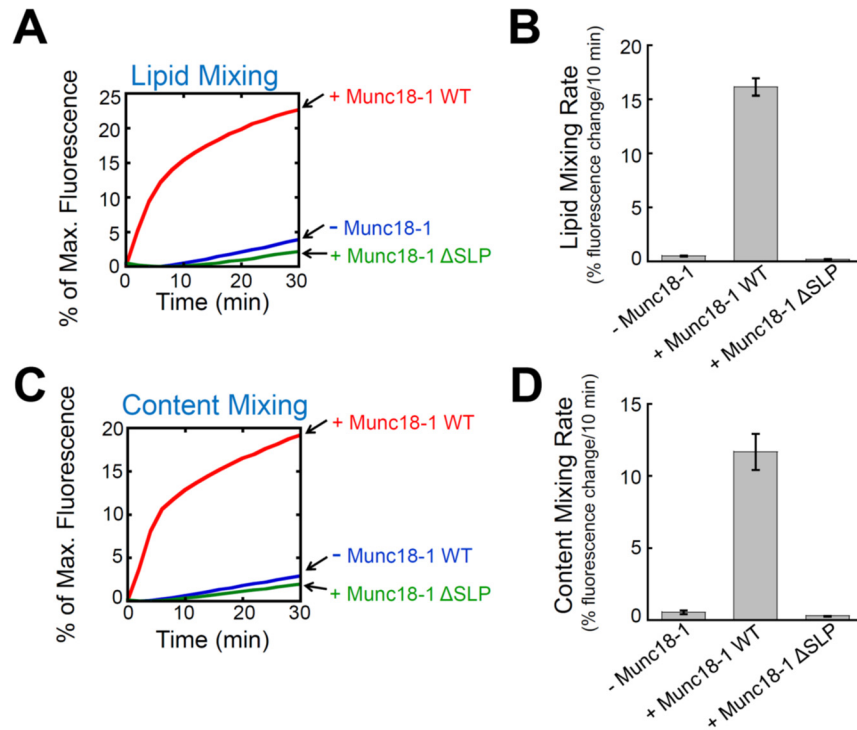 A
Lipid Mixing
% of Max. Fluorescence
25
20
15
10
5
0
0 10 20 30
Time (min)
+ Munc18-1 WT
- Munc18-1
+ Munc18-1 ΔSLP
B
Lipid Mixing Rate
(% fluorescence change/10 min)
20
15
10
5
0
- Munc18-1
+ Munc18-1 WT
+ Munc18-1 ΔSLP
C
Content Mixing
% of Max. Fluorescence
20
15
10
5
0
0 10 20 30
Time (min)
+ Munc18-1 WT
- Munc18-1 WT
+ Munc18-1 ΔSLP
D
Content Mixing Rate
(% fluorescence change/10 min)
15
10
5
0
- Munc18-1
+ Munc18-1 WT
+ Munc18-1 ΔSLP